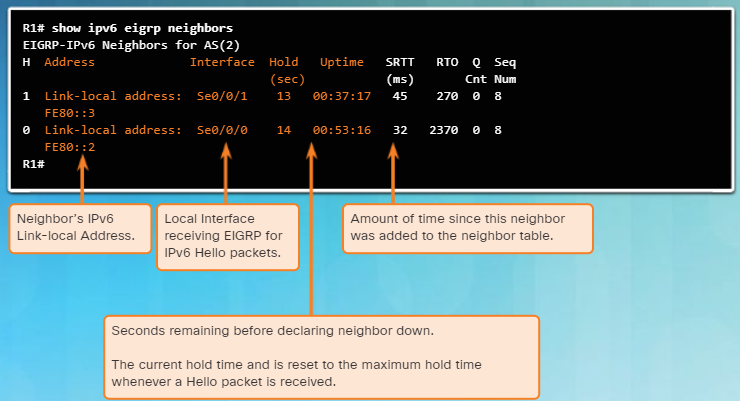 R1# show ipv6 eigrp neighbors
EIGRP-IPv6 Neighbors for AS(2)
H Address Interface Hold Uptime SRTT RTO Q Seq
(sec) (ms) Cnt Num
1 Link-local address: Se0/0/1 13 00:37:17 45 270 0 8
FE80::3
0 Link-local address: Se0/0/0 14 00:53:16 32 2370 0 8
FE80::2
R1#
Neighbor's IPv6
Link-local Address.
Local Interface
receiving EIGRP for
IPv6 Hello packets.
Amount of time since this neighbor
was added to the neighbor table.
Seconds remaining before declaring neighbor down.
The current hold time and is reset to the maximum hold time
whenever a Hello packet is received.